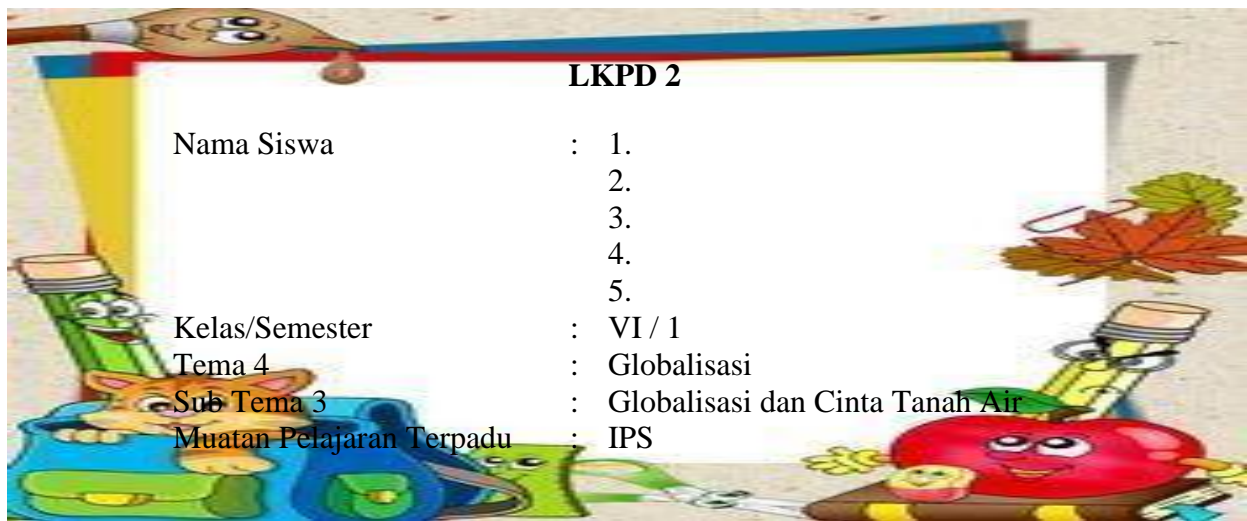 LKPD 2
Nama Siswa : 1.
2.
3.
4.
5.
Kelas/Semester : VI / 1
Tema 4 : Globalisasi
Sub Tema 3 : Globalisasi dan Cinta Tanah Air
Muatan Pelajaran Terpadu : IPS